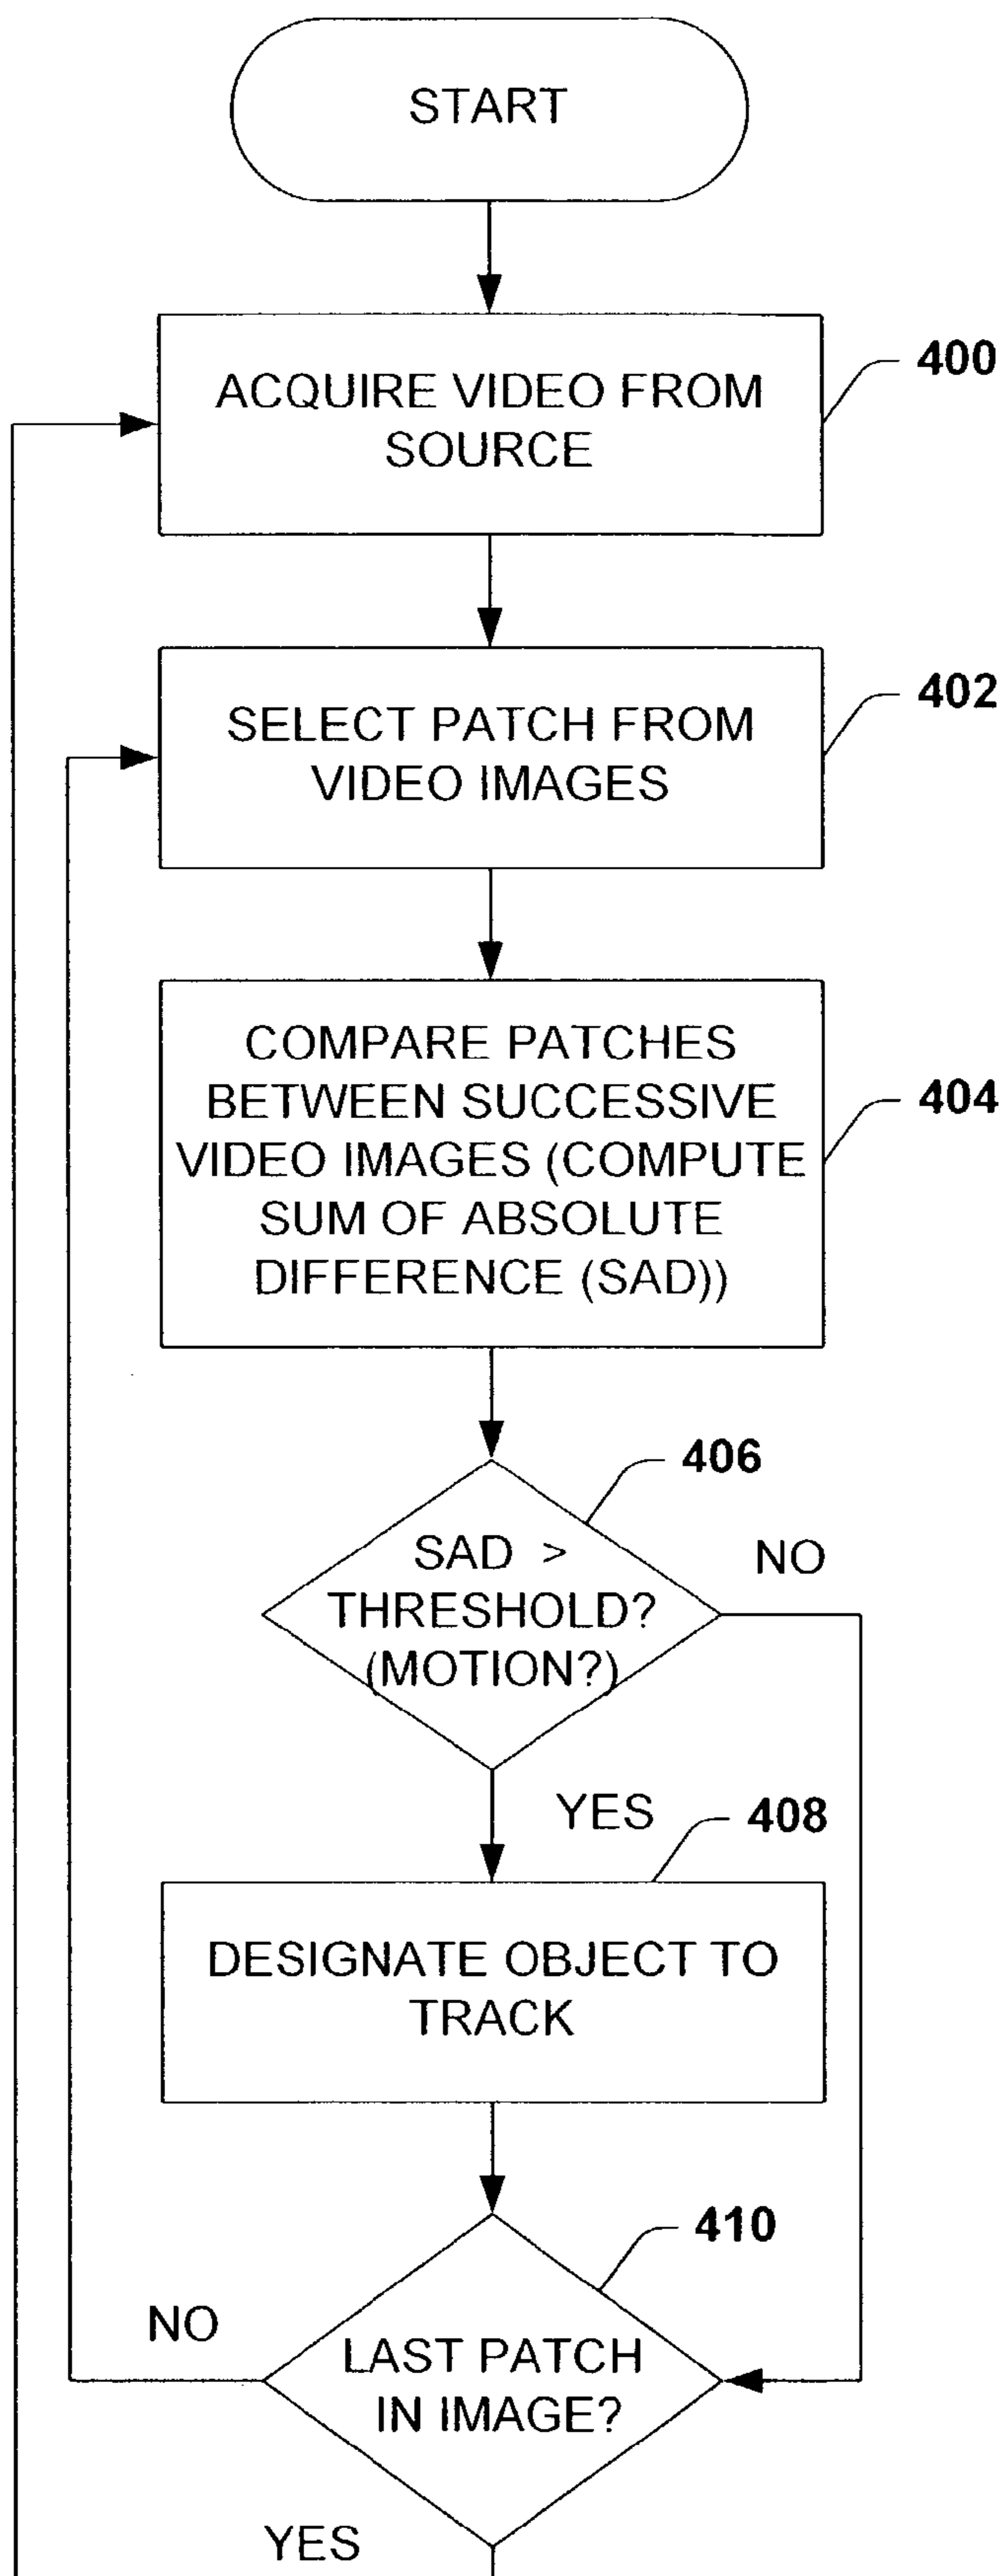 START
ACQUIRE VIDEO FROM
SOURCE
400
SELECT PATCH FROM
VIDEO IMAGES
402
COMPARE PATCHES
BETWEEN SUCCESSIVE
VIDEO IMAGES (COMPUTE
SUM OF ABSOLUTE
DIFFERENCE (SAD))
404
406
SAD >
THRESHOLD?
(MOTION?)
NO
YES
408
DESIGNATE OBJECT TO
TRACK
410
LAST PATCH
IN IMAGE?
NO
YES